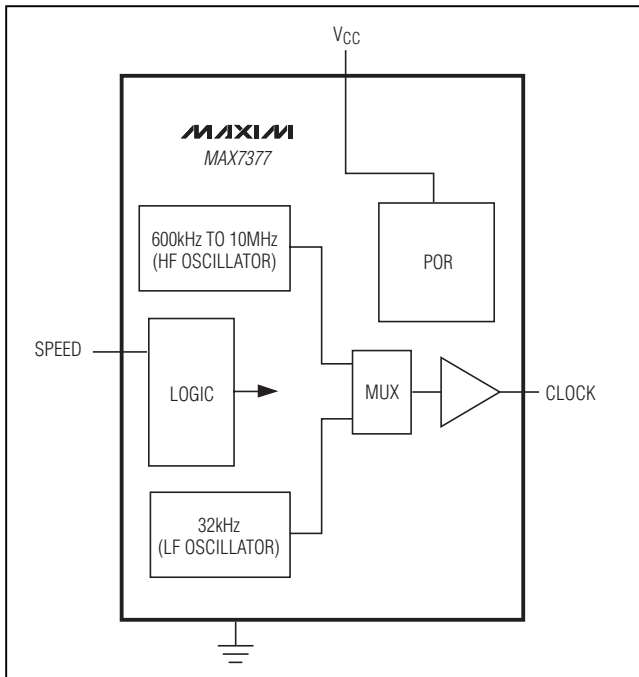 VCC
MAXIM
MAX7377
600kHz TO 10MHz
(HF OSCILLATOR)
POR
SPEED
LOGIC
MUX
CLOCK
32kHz
(LF OSCILLATOR)